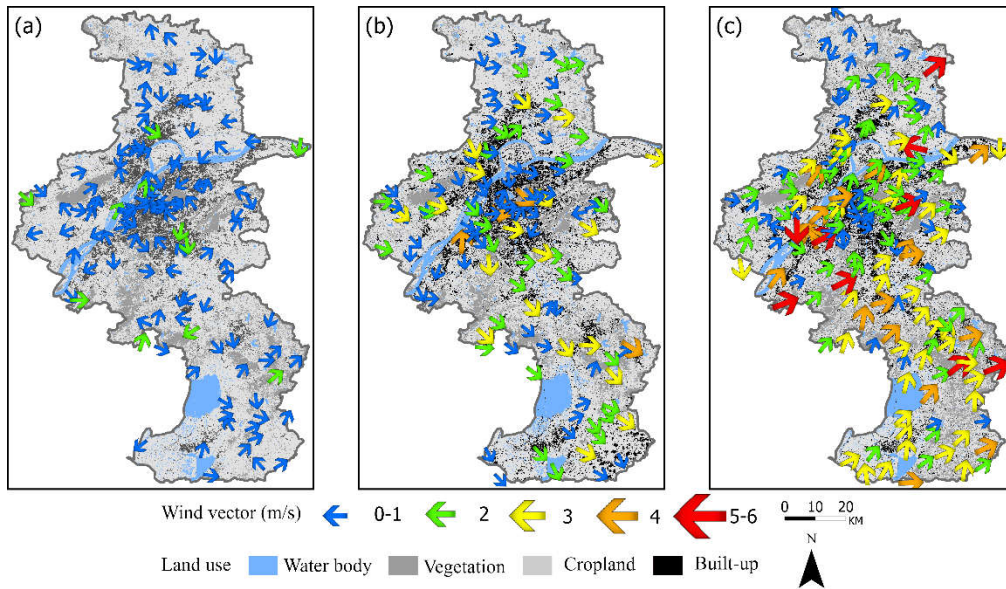 (a) (b) (c)
Wind vector (m/s) 0-1 2 3 4 5-6 0 10 20
KM
N
Land use Water body Vegetation Cropland Built-up